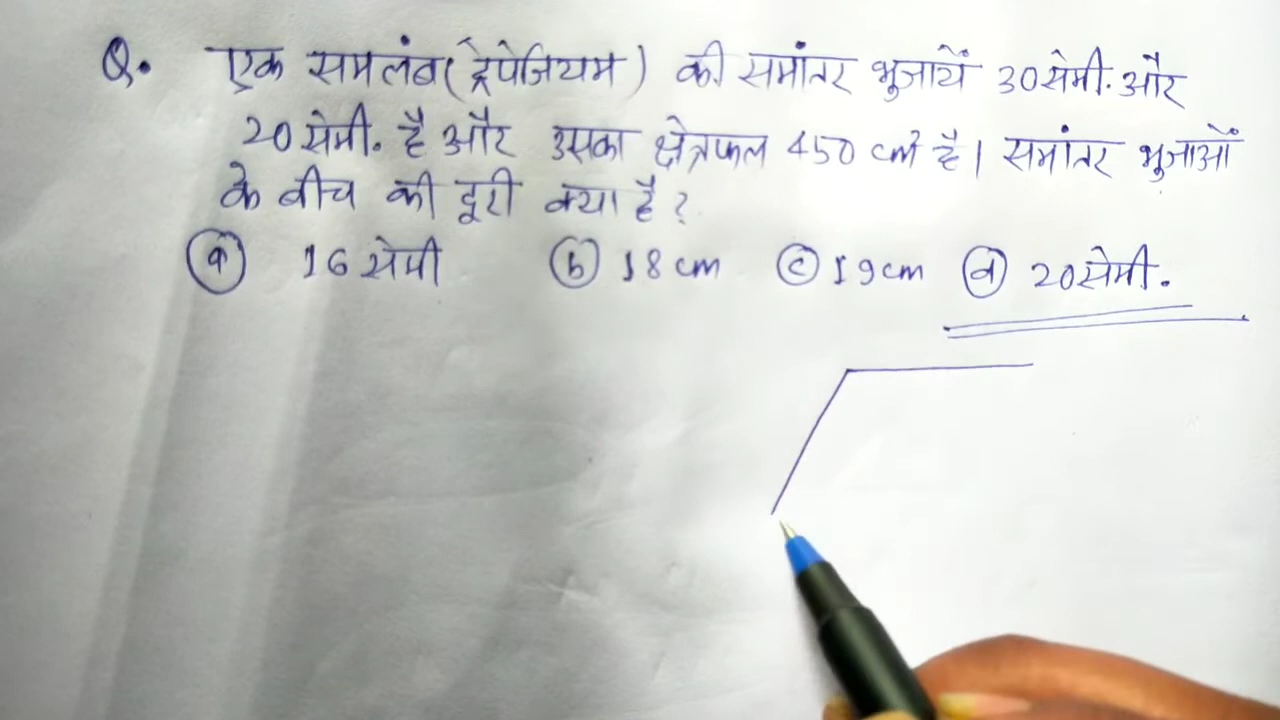 Q. एक समलंब( ट्रेपेजियम ) की समांतर भुजायें 30सेमी. और
20 सेमी. है और उसका क्षेत्रफल 450 cm² है। समांतर भुजाओं
के बीच की दूरी क्या है?
(a) 16 सेमी (b) 18 cm (c) 19 cm (d) 20 सेमी.